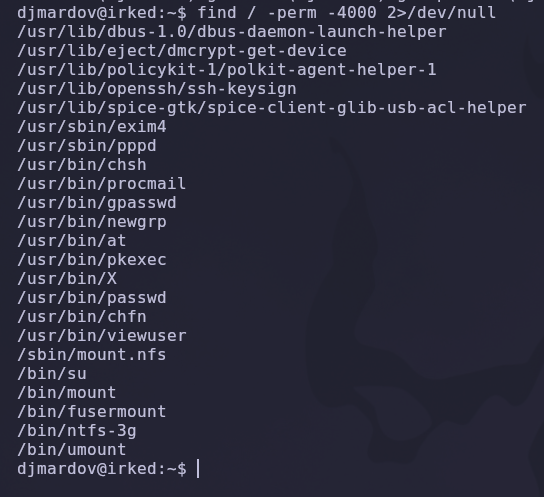 djmardov@irked:~$ find / -perm -4000 2>/dev/null
/usr/lib/dbus-1.0/dbus-daemon-launch-helper
/usr/lib/eject/dmcrypt-get-device
/usr/lib/policykit-1/polkit-agent-helper-1
/usr/lib/openssh/ssh-keysign
/usr/lib/spice-gtk/spice-client-glib-usb-acl-helper
/usr/sbin/exim4
/usr/sbin/pppd
/usr/bin/chsh
/usr/bin/procmail
/usr/bin/gpasswd
/usr/bin/newgrp
/usr/bin/at
/usr/bin/pkexec
/usr/bin/X
/usr/bin/passwd
/usr/bin/chfn
/usr/bin/viewuser
/sbin/mount.nfs
/bin/su
/bin/mount
/bin/fusermount
/bin/ntfs-3g
/bin/umount
djmardov@irked:~$